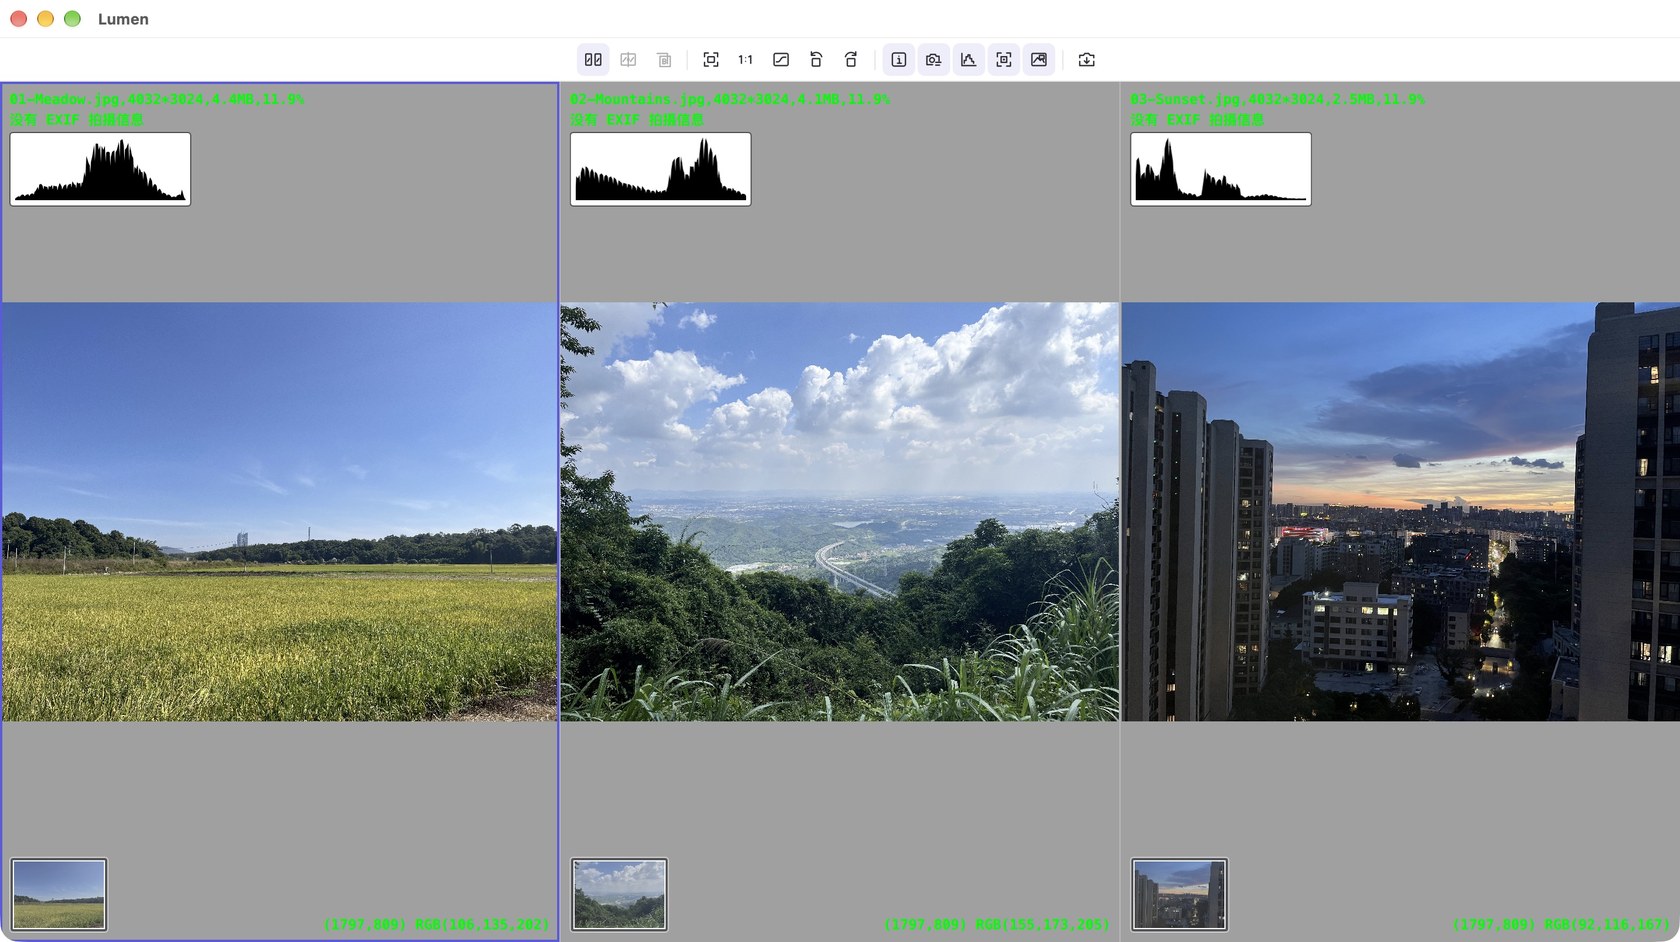 Lumen
1:1
01-Meadow.jpg,4032*3024,4.4MB,11.9%
没有 EXIF 拍摄信息
02-Mountains.jpg,4032*3024,4.1MB,11.9%
没有 EXIF 拍摄信息
03-Sunset.jpg,4032*3024,2.5MB,11.9%
没有 EXIF 拍摄信息
(1797,809) RGB(106,135,202)
(1797,809) RGB(155,173,205)
(1797,809) RGB(92,116,167)